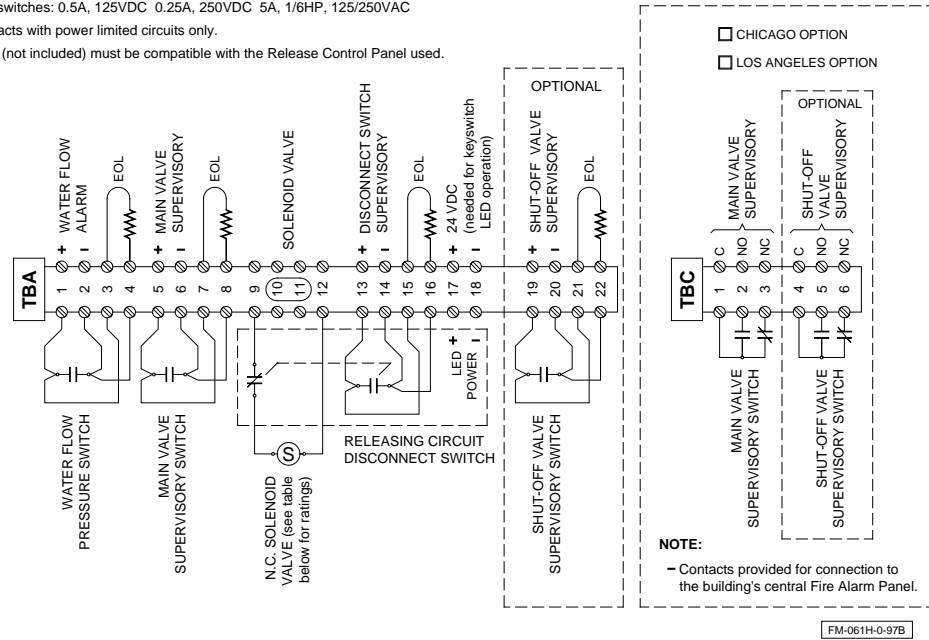 switches: 0.5A, 125VDC 0.25A, 250VDC 5A, 1/6HP, 125/250VAC
with power limited circuits only.
(not included) must be compatible with the Release Control Panel used.
CHICAGO OPTION
LOS ANGELES OPTION
OPTIONAL
OPTIONAL
+ WATER FLOW
– ALARM
EOL
+ MAIN VALVE
– SUPERVISORY
EOL
SOLENOID VALVE
+ DISCONNECT SWITCH
– SUPERVISORY
EOL
+ 24 VDC
– (needed for keyswitch
LED operation)
+ SHUT-OFF VALVE
– SUPERVISORY
EOL
MAIN VALVE
SUPERVISORY
SHUT-OFF
VALVE
SUPERVISORY
C NO NC C NO NC
TBA 1 2 3 4 5 6 7 8 9 10 11 12 13 14 15 16 17 18 19 20 21 22
TBC 1 2 3 4 5 6
LED +
POWER –
WATER FLOW
PRESSURE SWITCH
MAIN VALVE
SUPERVISORY SWITCH
S
N.C. SOLENOID
VALVE (see table
below for ratings)
RELEASING CIRCUIT
DISCONNECT SWITCH
SHUT-OFF VALVE
SUPERVISORY SWITCH
MAIN VALVE
SUPERVISORY SWITCH
SHUT-OFF VALVE
SUPERVISORY SWITCH
NOTE:
– Contacts provided for connection to
the building's central Fire Alarm Panel.
FM-061H-0-97B